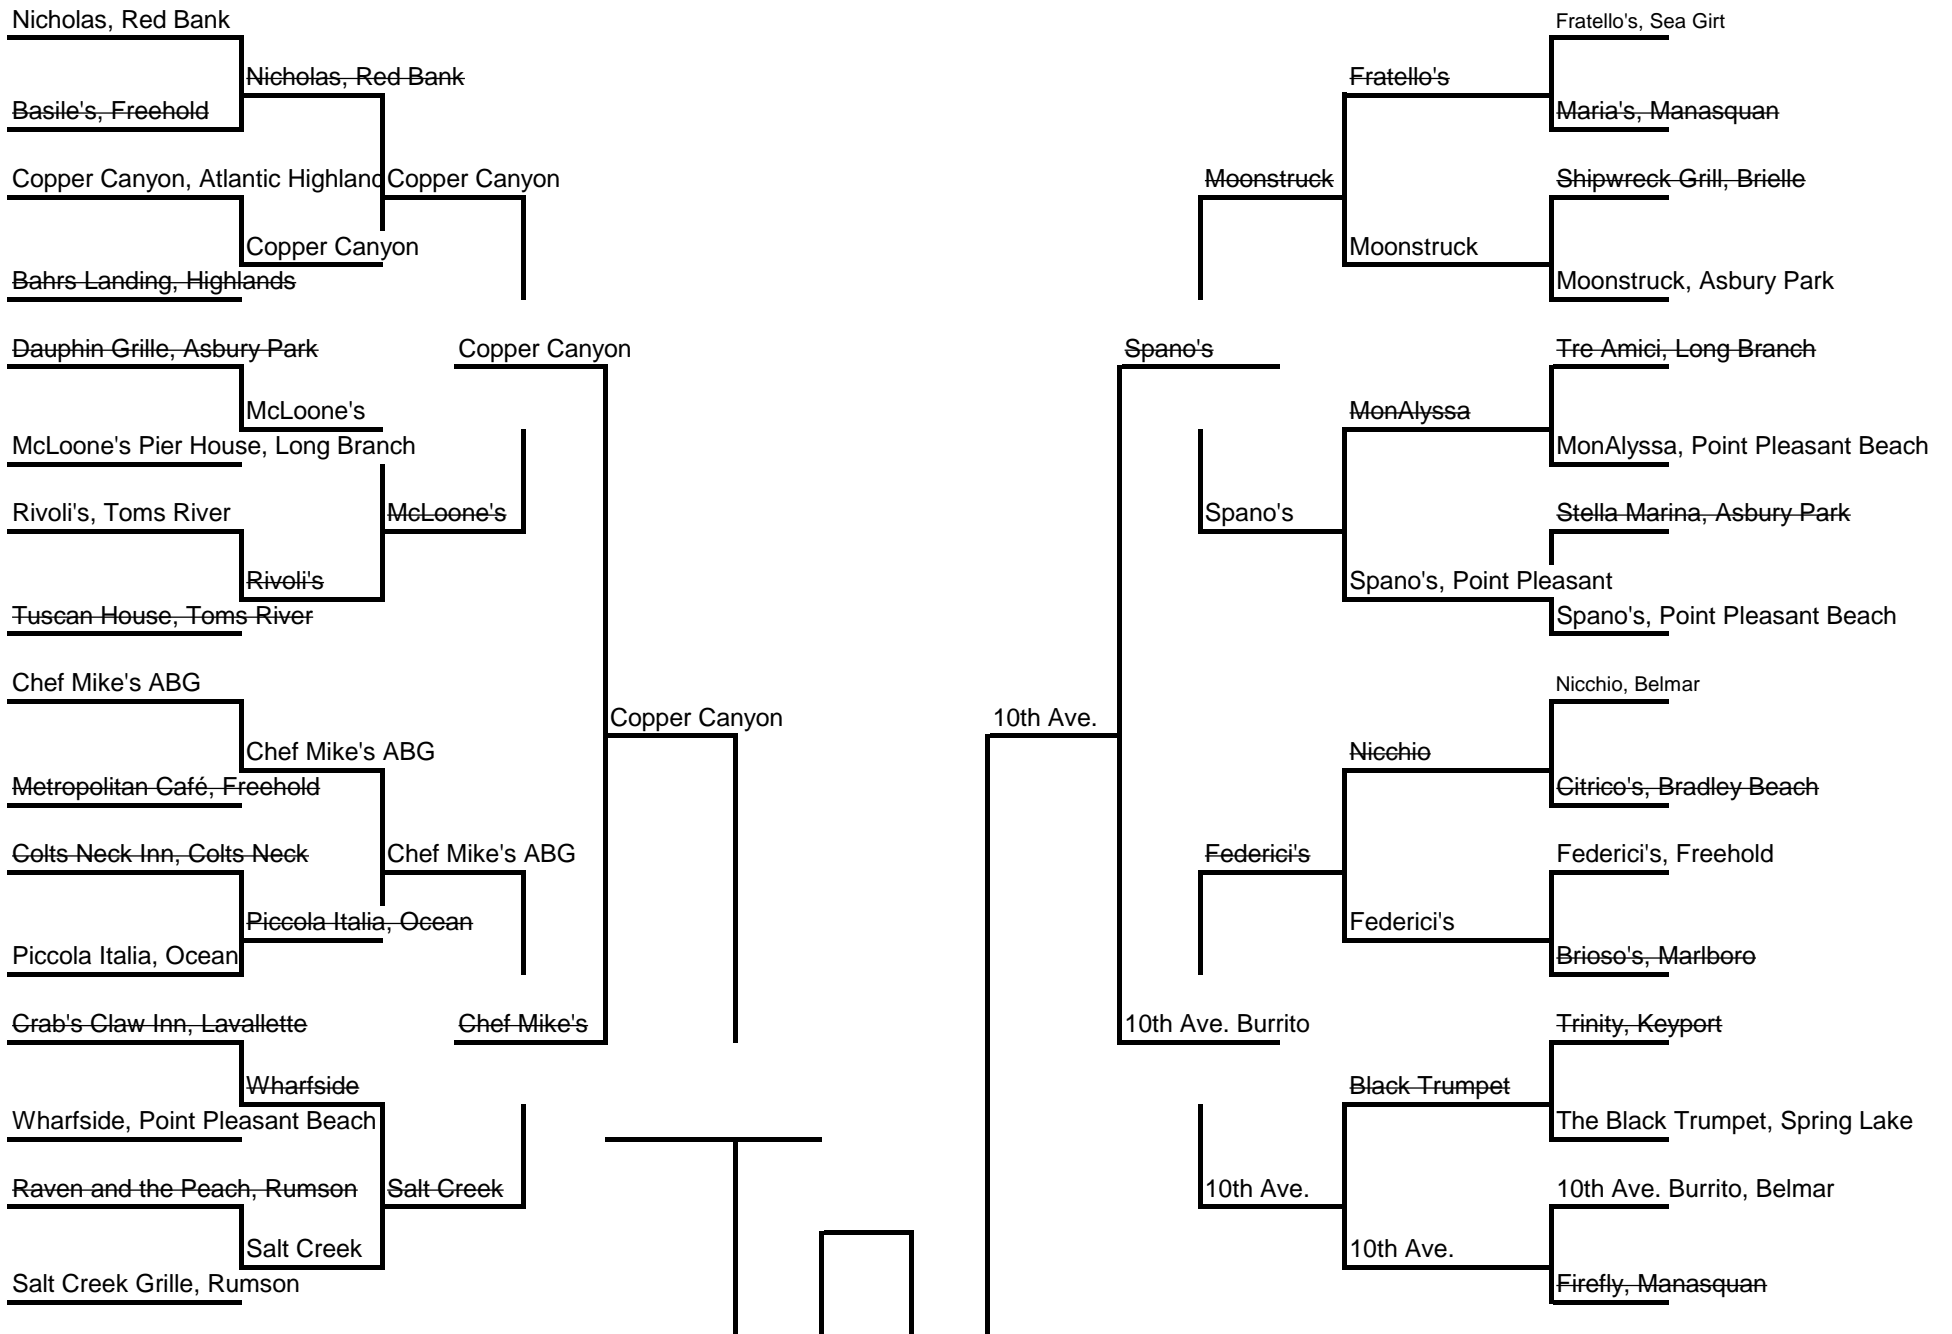 Nicholas, Red Bank
Nicholas, Red Bank
Basile's, Freehold
Copper Canyon, Atlantic Highland
Copper Canyon
Copper Canyon
Bahrs Landing, Highlands
Dauphin Grille, Asbury Park
Copper Canyon
McLoone's
McLoone's Pier House, Long Branch
Rivoli's, Toms River
McLoone's
Rivoli's
Tuscan House, Toms River
Chef Mike's ABG
Copper Canyon
Chef Mike's ABG
Metropolitan Café, Freehold
Colts Neck Inn, Colts Neck
Chef Mike's ABG
Piccola Italia, Ocean
Piccola Italia, Ocean
Crab's Claw Inn, Lavallette
Chef Mike's
Wharfside
Wharfside, Point Pleasant Beach
Raven and the Peach, Rumson
Salt Creek
Salt Creek
Salt Creek Grille, Rumson
Fratello's, Sea Girt
Fratello's
Maria's, Manasquan
Moonstruck
Shipwreck Grill, Brielle
Moonstruck
Moonstruck, Asbury Park
Spano's
Tre Amici, Long Branch
MonAlyssa
MonAlyssa, Point Pleasant Beach
Spano's
Stella Marina, Asbury Park
Spano's, Point Pleasant
Spano's, Point Pleasant Beach
Nicchio, Belmar
10th Ave.
Nicchio
Citrico's, Bradley Beach
Federici's
Federici's, Freehold
Federici's
Brioso's, Marlboro
10th Ave. Burrito
Trinity, Keyport
Black Trumpet
The Black Trumpet, Spring Lake
10th Ave.
10th Ave. Burrito, Belmar
10th Ave.
Firefly, Manasquan